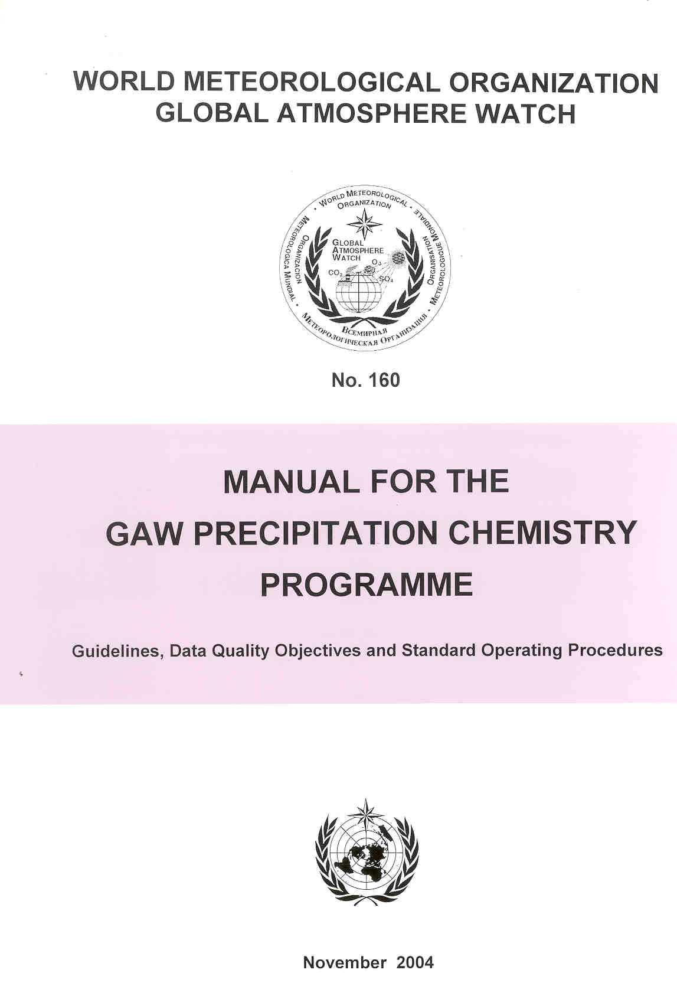 WORLD METEOROLOGICAL ORGANIZATION
GLOBAL ATMOSPHERE WATCH
• WORLD METEOROLOGICAL •
ORGANIZATION
ORGANISATION
METEOROLOGIQUE MONDIALE •
ORGANIZACION
METEOROLOGICA MUNDIAL •
ВСЕМИРНАЯ
МЕТЕОРОЛОГИЧЕСКАЯ ОРГАНИЗАЦИЯ •
GLOBAL
ATMOSPHERE
WATCH
O₃
CO₂
SO₄
No. 160
MANUAL FOR THE
GAW PRECIPITATION CHEMISTRY
PROGRAMME
Guidelines, Data Quality Objectives and Standard Operating Procedures
November 2004